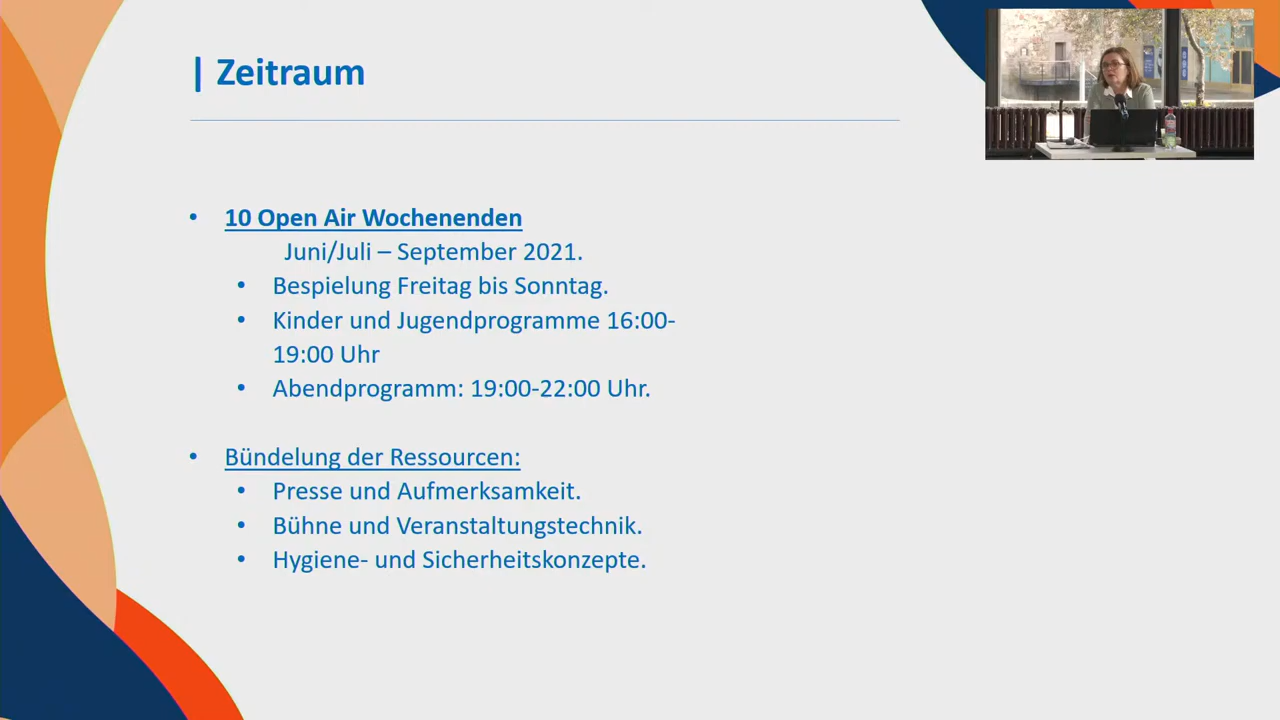 | Zeitraum
• 10 Open Air Wochenenden
Juni/Juli – September 2021.
• Bespielung Freitag bis Sonntag.
• Kinder und Jugendprogramme 16:00-
19:00 Uhr
• Abendprogramm: 19:00-22:00 Uhr.
• Bündelung der Ressourcen:
• Presse und Aufmerksamkeit.
• Bühne und Veranstaltungstechnik.
• Hygiene- und Sicherheitskonzepte.